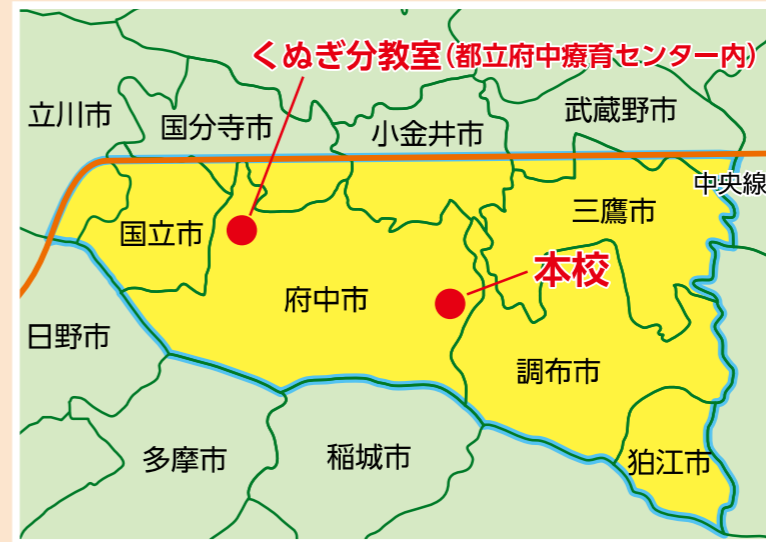 くぬぎ分教室(都立府中療育センター内)
立川市
国分寺市
小金井市
武蔵野市
中央線
国立市
三鷹市
本校
府中市
日野市
調布市
多摩市
稲城市
狛江市